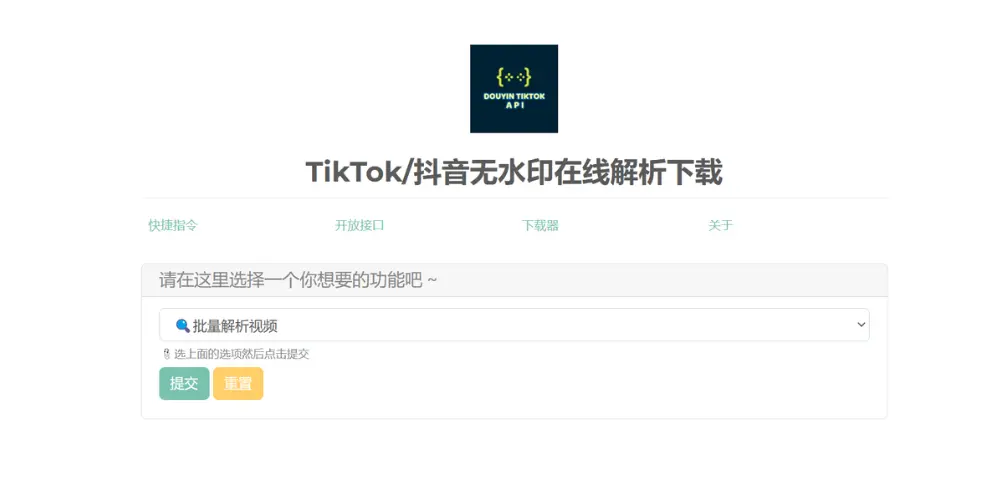 {⁘⁘}
DOUYIN TIKTOK
API
TikTok/抖音无水印在线解析下载
快捷指令 开放接口 下载器 关于
请在这里选择一个你想要的功能吧 ~
🔍批量解析视频
选上面的选项然后点击提交
提交 重置